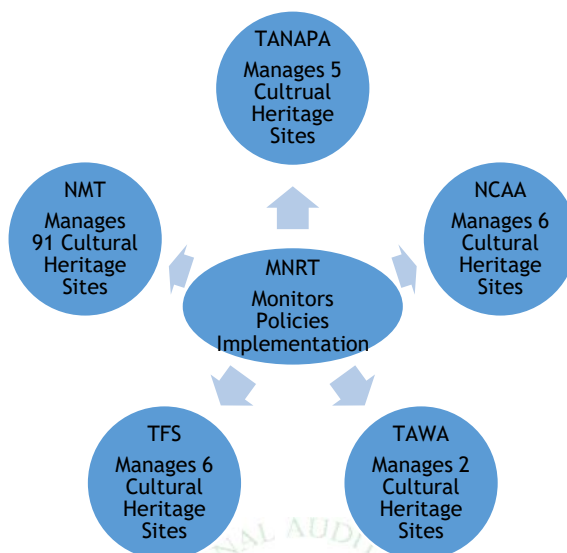 TANAPA
Manages 5
Cultrual
Heritage
Sites
NMT
Manages
91 Cultural
Heritage
Sites
NCAA
Manages 6
Cultural
Heritage
Sites
MNRT
Monitors
Policies
Implementation
TFS
Manages 6
Cultural
Heritage
Sites
TAWA
Manages 2
Cultural
Heritage
Sites